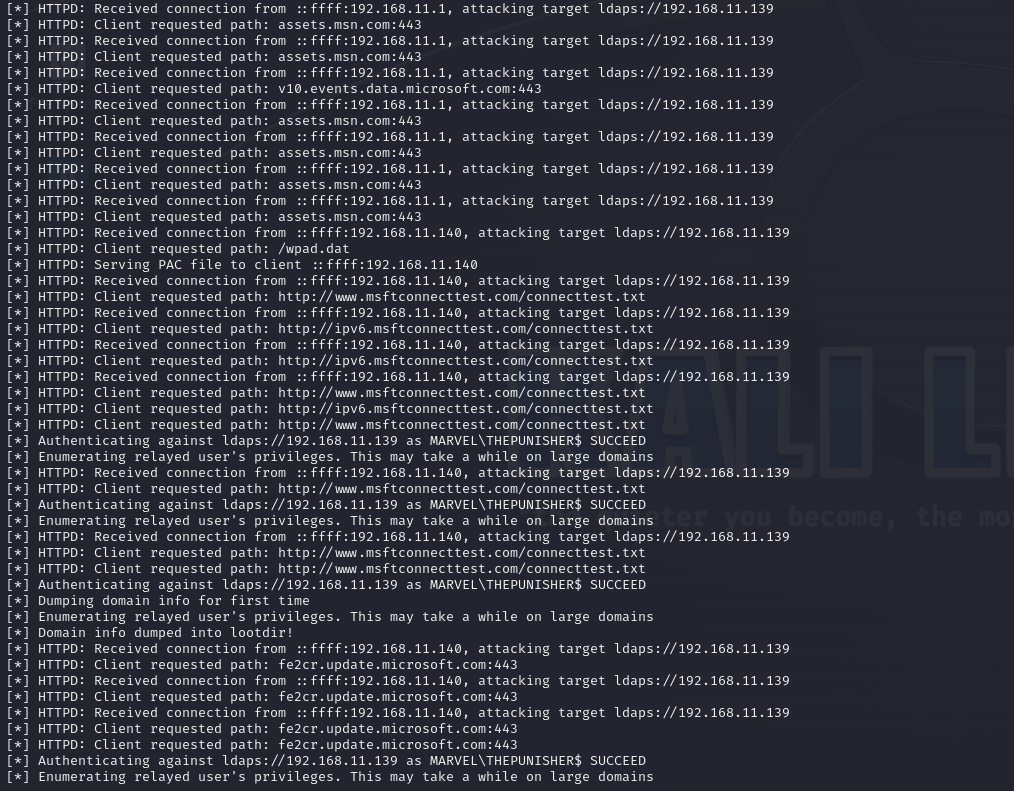 [*] HTTPD: Received connection from ::ffff:192.168.11.1, attacking target ldaps://192.168.11.139
[*] HTTPD: Client requested path: assets.msn.com:443
[*] HTTPD: Received connection from ::ffff:192.168.11.1, attacking target ldaps://192.168.11.139
[*] HTTPD: Client requested path: assets.msn.com:443
[*] HTTPD: Received connection from ::ffff:192.168.11.1, attacking target ldaps://192.168.11.139
[*] HTTPD: Client requested path: v10.events.data.microsoft.com:443
[*] HTTPD: Received connection from ::ffff:192.168.11.1, attacking target ldaps://192.168.11.139
[*] HTTPD: Client requested path: assets.msn.com:443
[*] HTTPD: Received connection from ::ffff:192.168.11.1, attacking target ldaps://192.168.11.139
[*] HTTPD: Client requested path: assets.msn.com:443
[*] HTTPD: Received connection from ::ffff:192.168.11.1, attacking target ldaps://192.168.11.139
[*] HTTPD: Client requested path: assets.msn.com:443
[*] HTTPD: Received connection from ::ffff:192.168.11.1, attacking target ldaps://192.168.11.139
[*] HTTPD: Client requested path: assets.msn.com:443
[*] HTTPD: Received connection from ::ffff:192.168.11.140, attacking target ldaps://192.168.11.139
[*] HTTPD: Client requested path: /wpad.dat
[*] HTTPD: Serving PAC file to client ::ffff:192.168.11.140
[*] HTTPD: Received connection from ::ffff:192.168.11.140, attacking target ldaps://192.168.11.139
[*] HTTPD: Client requested path: http://www.msftconnecttest.com/connecttest.txt
[*] HTTPD: Received connection from ::ffff:192.168.11.140, attacking target ldaps://192.168.11.139
[*] HTTPD: Client requested path: http://ipv6.msftconnecttest.com/connecttest.txt
[*] HTTPD: Received connection from ::ffff:192.168.11.140, attacking target ldaps://192.168.11.139
[*] HTTPD: Client requested path: http://ipv6.msftconnecttest.com/connecttest.txt
[*] HTTPD: Received connection from ::ffff:192.168.11.140, attacking target ldaps://192.168.11.139
[*] HTTPD: Client requested path: http://www.msftconnecttest.com/connecttest.txt
[*] HTTPD: Client requested path: http://ipv6.msftconnecttest.com/connecttest.txt
[*] HTTPD: Client requested path: http://www.msftconnecttest.com/connecttest.txt
[*] Authenticating against ldaps://192.168.11.139 as MARVEL\THEPUNISHER$ SUCCEED
[*] Enumerating relayed user's privileges. This may take a while on large domains
[*] HTTPD: Received connection from ::ffff:192.168.11.140, attacking target ldaps://192.168.11.139
[*] HTTPD: Client requested path: http://www.msftconnecttest.com/connecttest.txt
[*] Authenticating against ldaps://192.168.11.139 as MARVEL\THEPUNISHER$ SUCCEED
[*] Enumerating relayed user's privileges. This may take a while on large domains
[*] HTTPD: Received connection from ::ffff:192.168.11.140, attacking target ldaps://192.168.11.139
[*] HTTPD: Client requested path: http://www.msftconnecttest.com/connecttest.txt
[*] HTTPD: Client requested path: http://www.msftconnecttest.com/connecttest.txt
[*] Authenticating against ldaps://192.168.11.139 as MARVEL\THEPUNISHER$ SUCCEED
[*] Dumping domain info for first time
[*] Enumerating relayed user's privileges. This may take a while on large domains
[*] Domain info dumped into lootdir!
[*] HTTPD: Received connection from ::ffff:192.168.11.140, attacking target ldaps://192.168.11.139
[*] HTTPD: Client requested path: fe2cr.update.microsoft.com:443
[*] HTTPD: Received connection from ::ffff:192.168.11.140, attacking target ldaps://192.168.11.139
[*] HTTPD: Client requested path: fe2cr.update.microsoft.com:443
[*] HTTPD: Received connection from ::ffff:192.168.11.140, attacking target ldaps://192.168.11.139
[*] HTTPD: Client requested path: fe2cr.update.microsoft.com:443
[*] HTTPD: Client requested path: fe2cr.update.microsoft.com:443
[*] Authenticating against ldaps://192.168.11.139 as MARVEL\THEPUNISHER$ SUCCEED
[*] Enumerating relayed user's privileges. This may take a while on large domains
KALI L
you become, the mo